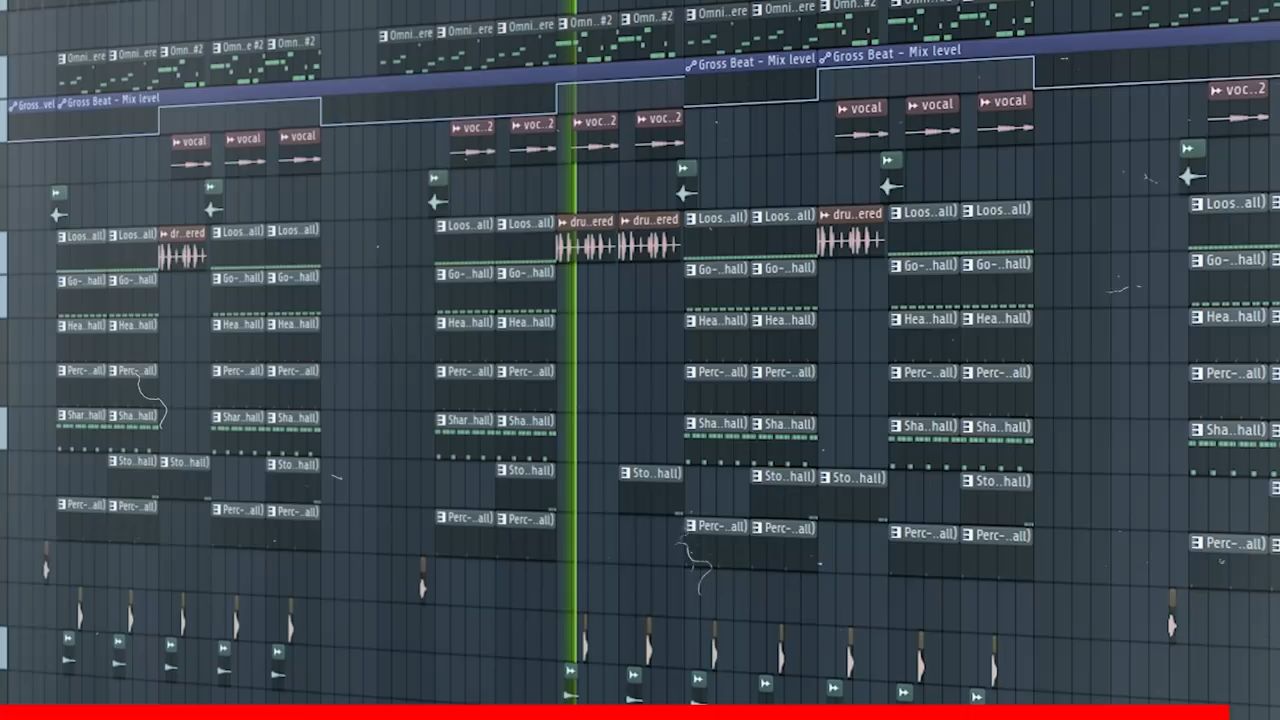 Omni..ere Omni..ere Omn..#2 Omn..e #2 Omn..#2 Omni..ere Omni..ere Omni..ere Omn..#2 Omn..#2 Omni..ere Omni..ere Omn..#2
Gross..vel Gross Beat - Mix level Gross Beat - Mix level Gross Beat - Mix level
vocal vocal vocal voc..2 voc..2 voc..2 voc..2 vocal vocal vocal voc..2
Loos..all) Loos..all) dr..ered Loos..all) Loos..all) Loos..all) Loos..all) dru..ered dru..ered Loos..all) Loos..all) dru..ered Loos..all) Loos..all) Loos..all)
Go-..hall) Go-..hall) Go-..hall) Go-..hall) Go-..hall) Go-..hall) Go-..hall) Go-..hall) Go-..hall) Go-..hall) Go-..hall)
Hea..hall) Hea..hall) Hea..hall) Hea..hall) Hea..hall) Hea..hall) Hea..hall) Hea..hall) Hea..hall) Hea..hall) Hea..hall)
Perc-..all) Perc-..all) Perc-..all) Perc-..all) Perc-..all) Perc-..all) Perc-..all) Perc-..all) Perc-..all) Perc-..all) Perc-..all)
Shar.hall) Sha..hall) Shar.hall) Sha..hall) Shar.hall) Sha..hall) Sha..hall) Sha..hall) Sha..hall) Sha..hall) Sha..hall)
Sto..hall) Sto..hall) Sto..hall) Sto..hall) Sto..hall) Sto..hall) Sto..hall) Sto..hall)
Perc-..all) Perc-..all) Perc-..all) Perc-..all) Perc-..all) Perc-..all) Perc-..all) Perc-..all) Perc-..all) Perc-..all) Perc-..all)